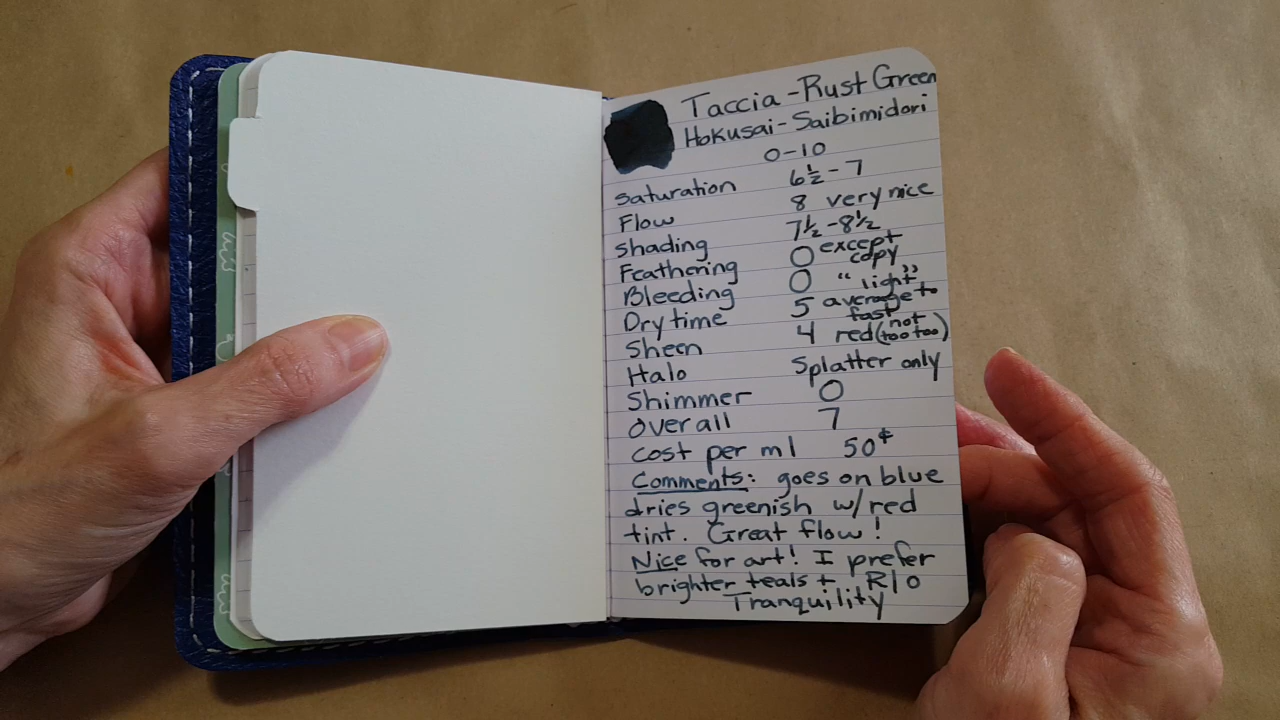 Taccia - Rust Green
Hokusai - Saibimidori
0-10
Saturation 6½ - 7
Flow 8 very nice
Shading 7½ - 8½
Feathering 0 except copy
Bleeding 0 " light"
Dry time 5 average to fast
Sheen 4 red (not too too)
Halo Splatter only
Shimmer 0
Overall 7
cost per ml 50¢
Comments: goes on blue
dries greenish w/ red
tint. Great flow!
Nice for art! I prefer
brighter teals + R/O
Tranquility